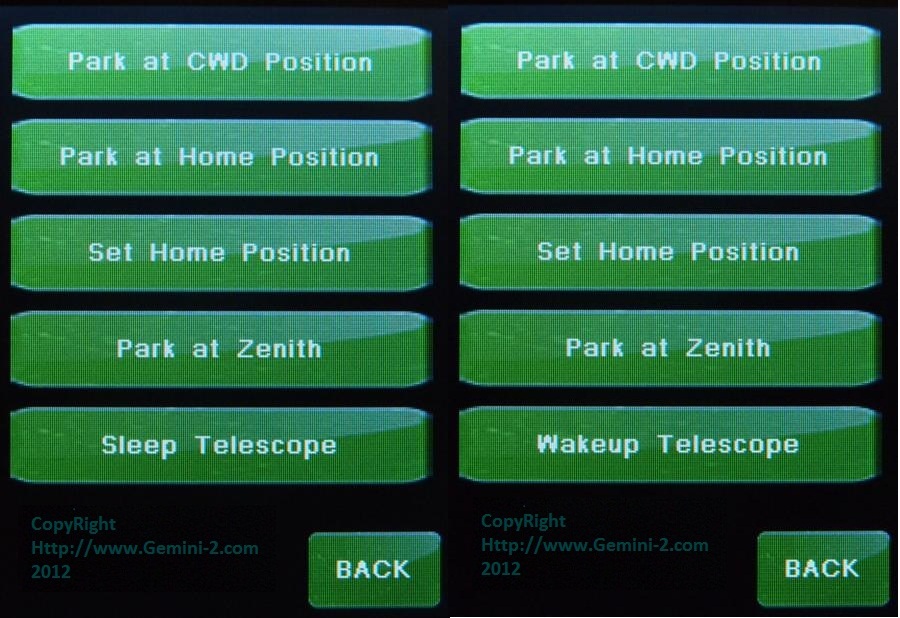 Park at CWD Position
Park at Home Position
Set Home Position
Park at Zenith
Sleep Telescope
CopyRight
Http://www.Gemini-2.com
2012
BACK
Park at CWD Position
Park at Home Position
Set Home Position
Park at Zenith
Wakeup Telescope
CopyRight
Http://www.Gemini-2.com
2012
BACK